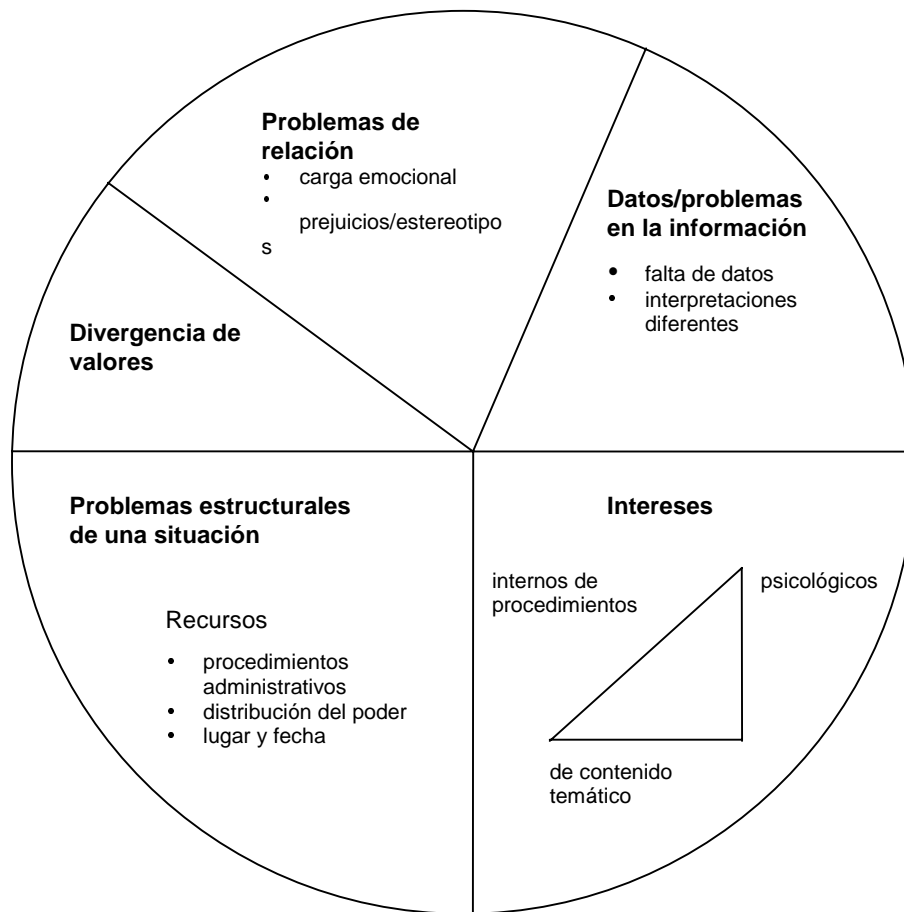 Problemas de
relación
• carga emocional
•
prejuicios/estereotipo
s
Datos/problemas
en la información
• falta de datos
• interpretaciones
diferentes
Divergencia de
valores
Problemas estructurales
de una situación
Recursos
• procedimientos
administrativos
• distribución del poder
• lugar y fecha
Intereses
internos de
procedimientos
psicológicos
de contenido
temático